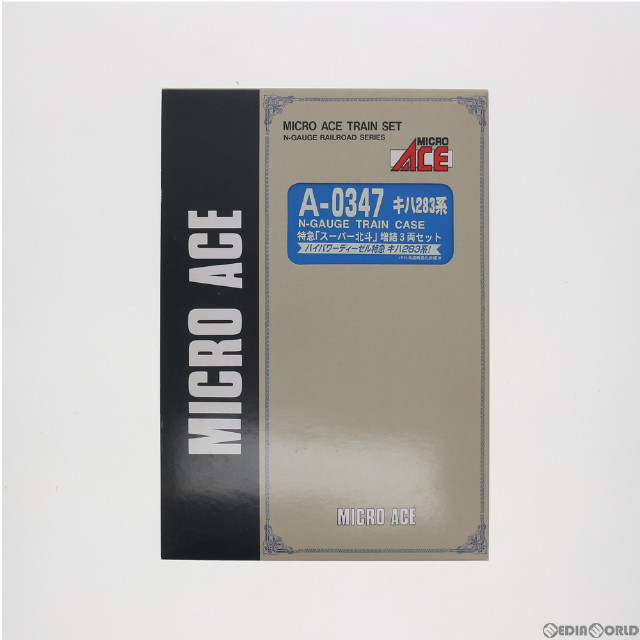 MICRO ACE
MICRO ACE TRAIN SET
N-GAUGE RAILROAD SERIES
MICRO
ACE
A-0347 キハ283系
N-GAUGE TRAIN CASE
特急「スーパー北斗」増結3両セット
ハイパワーディーゼル特急 キハ283系!
MICRO ACE
MEDIAWORLD